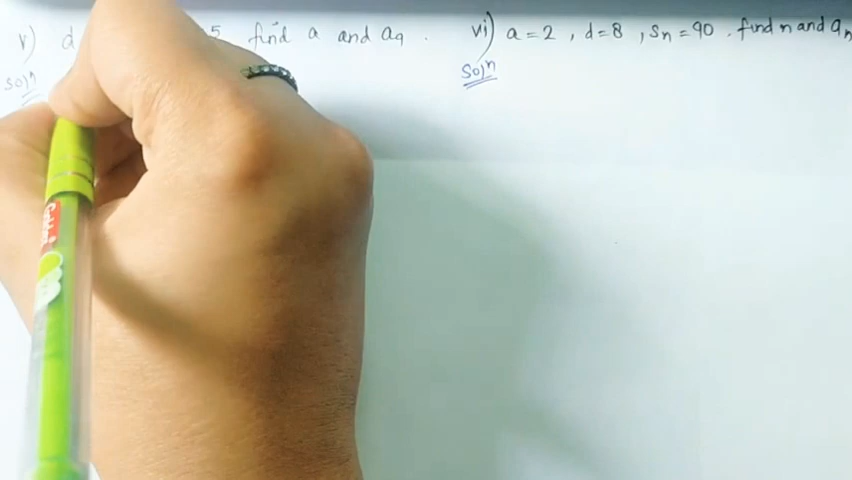 v) d 5 find a and a9 .
Soln
vi) a = 2 , d = 8 , Sn = 90 . find n and an
Soln